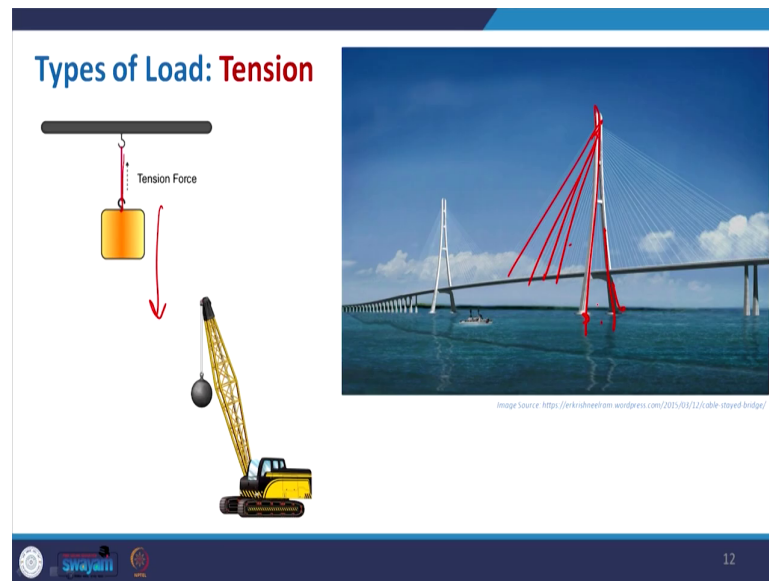 Types of Load: Tension
Tension Force
Image Source: https://erkrishneelram.wordpress.com/2015/03/12/cable-stayed-bridge/
swayam
12